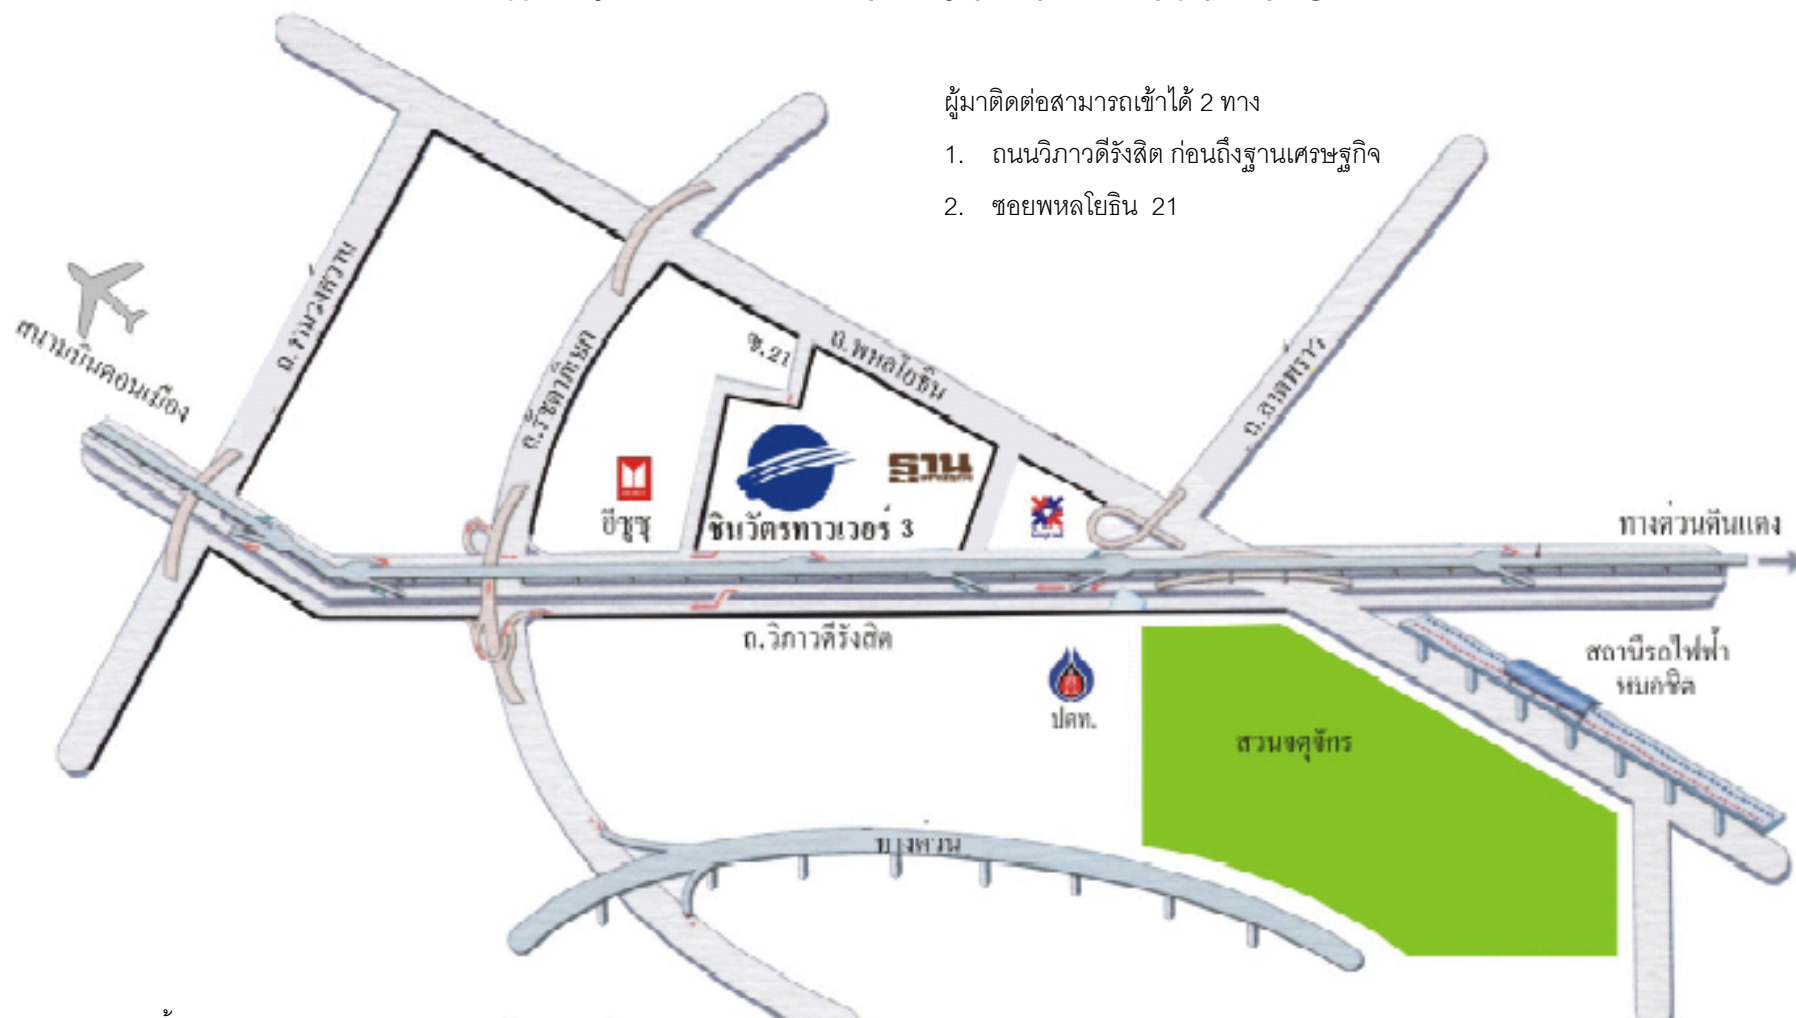 ผู้มาติดต่อสามารถเข้าได้ 2 ทาง
1. ถนนวิภาวดีรังสิต ก่อนถึงฐานเศรษฐกิจ
2. ซอยพหลโยธิน 21
สนามบินดอนเมือง
ถ.งามวงศ์วาน
ถ.รัชดาภิเษก
ซ.21
ถ.พหลโยธิน
ถ.ลาดพร้าว
อีซูซุ
ชินวัตรทาวเวอร์ 3
ฐาน
ทางด่วนดินแดง
ถ.วิภาวดีรังสิต
สถานีรถไฟฟ้า
หมอชิต
ปตท.
สวนจตุจักร
ทางด่วน